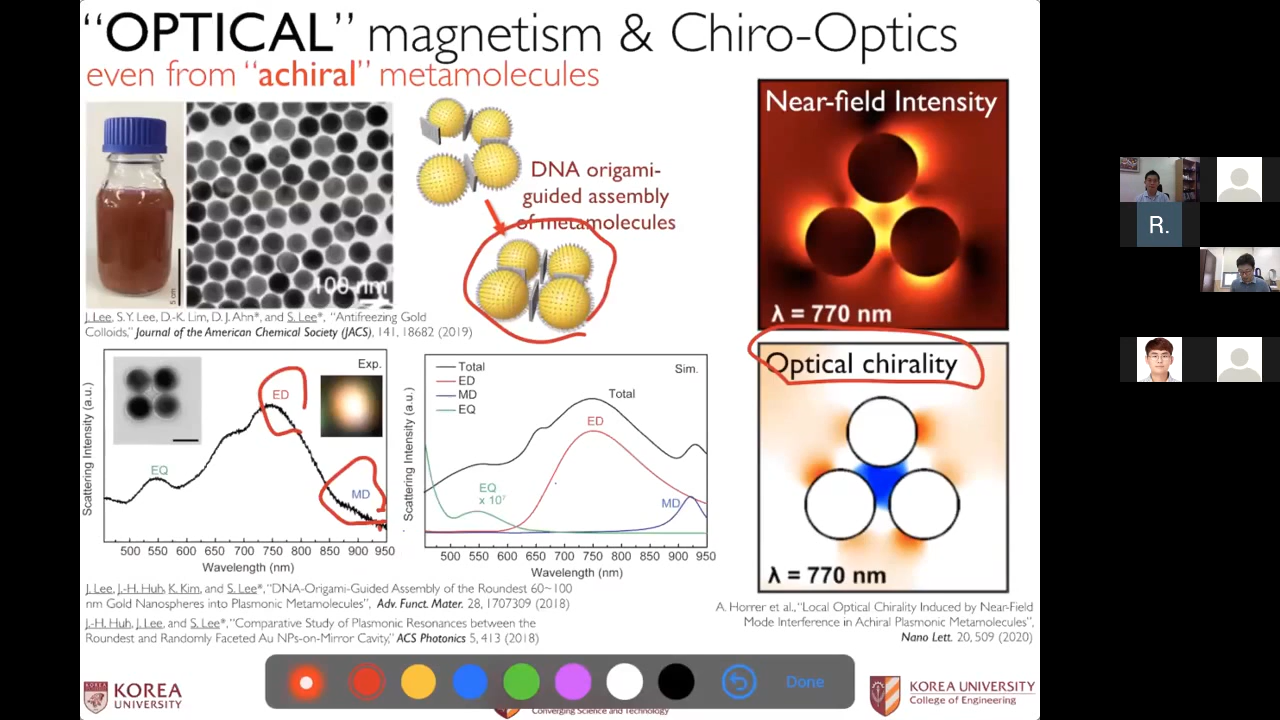 “OPTICAL” magnetism & Chiro-Optics
even from “achiral” metamolecules
5 cm
100 nm
J. Lee, S.Y. Lee, D.-K. Lim, D. J. Ahn*, and S. Lee*, “Antifreezing Gold
Colloids,” Journal of the American Chemical Society (JACS), 141, 18682 (2019)
DNA origami-
guided assembly
of metamolecules
Near-field Intensity
λ = 770 nm
Optical chirality
λ = 770 nm
A. Horrer et al., “Local Optical Chirality Induced by Near-Field
Mode Interference in Achiral Plasmonic Metamolecules”,
Nano Lett. 20, 509 (2020)
Scattering Intensity (a.u.)
Exp.
EQ
ED
MD
500 550 600 650 700 750 800 850 900 950
Wavelength (nm)
Scattering Intensity (a.u.)
Total
ED
MD
EQ
Sim.
Total
ED
EQ
x 10⁷
MD
500 550 600 650 700 750 800 850 900 950
Wavelength (nm)
J. Lee, J.-H. Huh, K. Kim, and S. Lee*, “DNA-Origami-Guided Assembly of the Roundest 60~100
nm Gold Nanospheres into Plasmonic Metamolecules”, Adv. Funct. Mater. 28, 1707309 (2018)
J.-H. Huh, J. Lee, and S. Lee*, “Comparative Study of Plasmonic Resonances between the
Roundest and Randomly Faceted Au NPs-on-Mirror Cavity,” ACS Photonics 5, 413 (2018)
KOREA
UNIVERSITY
Done
Converging Science and Technology
KOREA UNIVERSITY
College of Engineering
R.